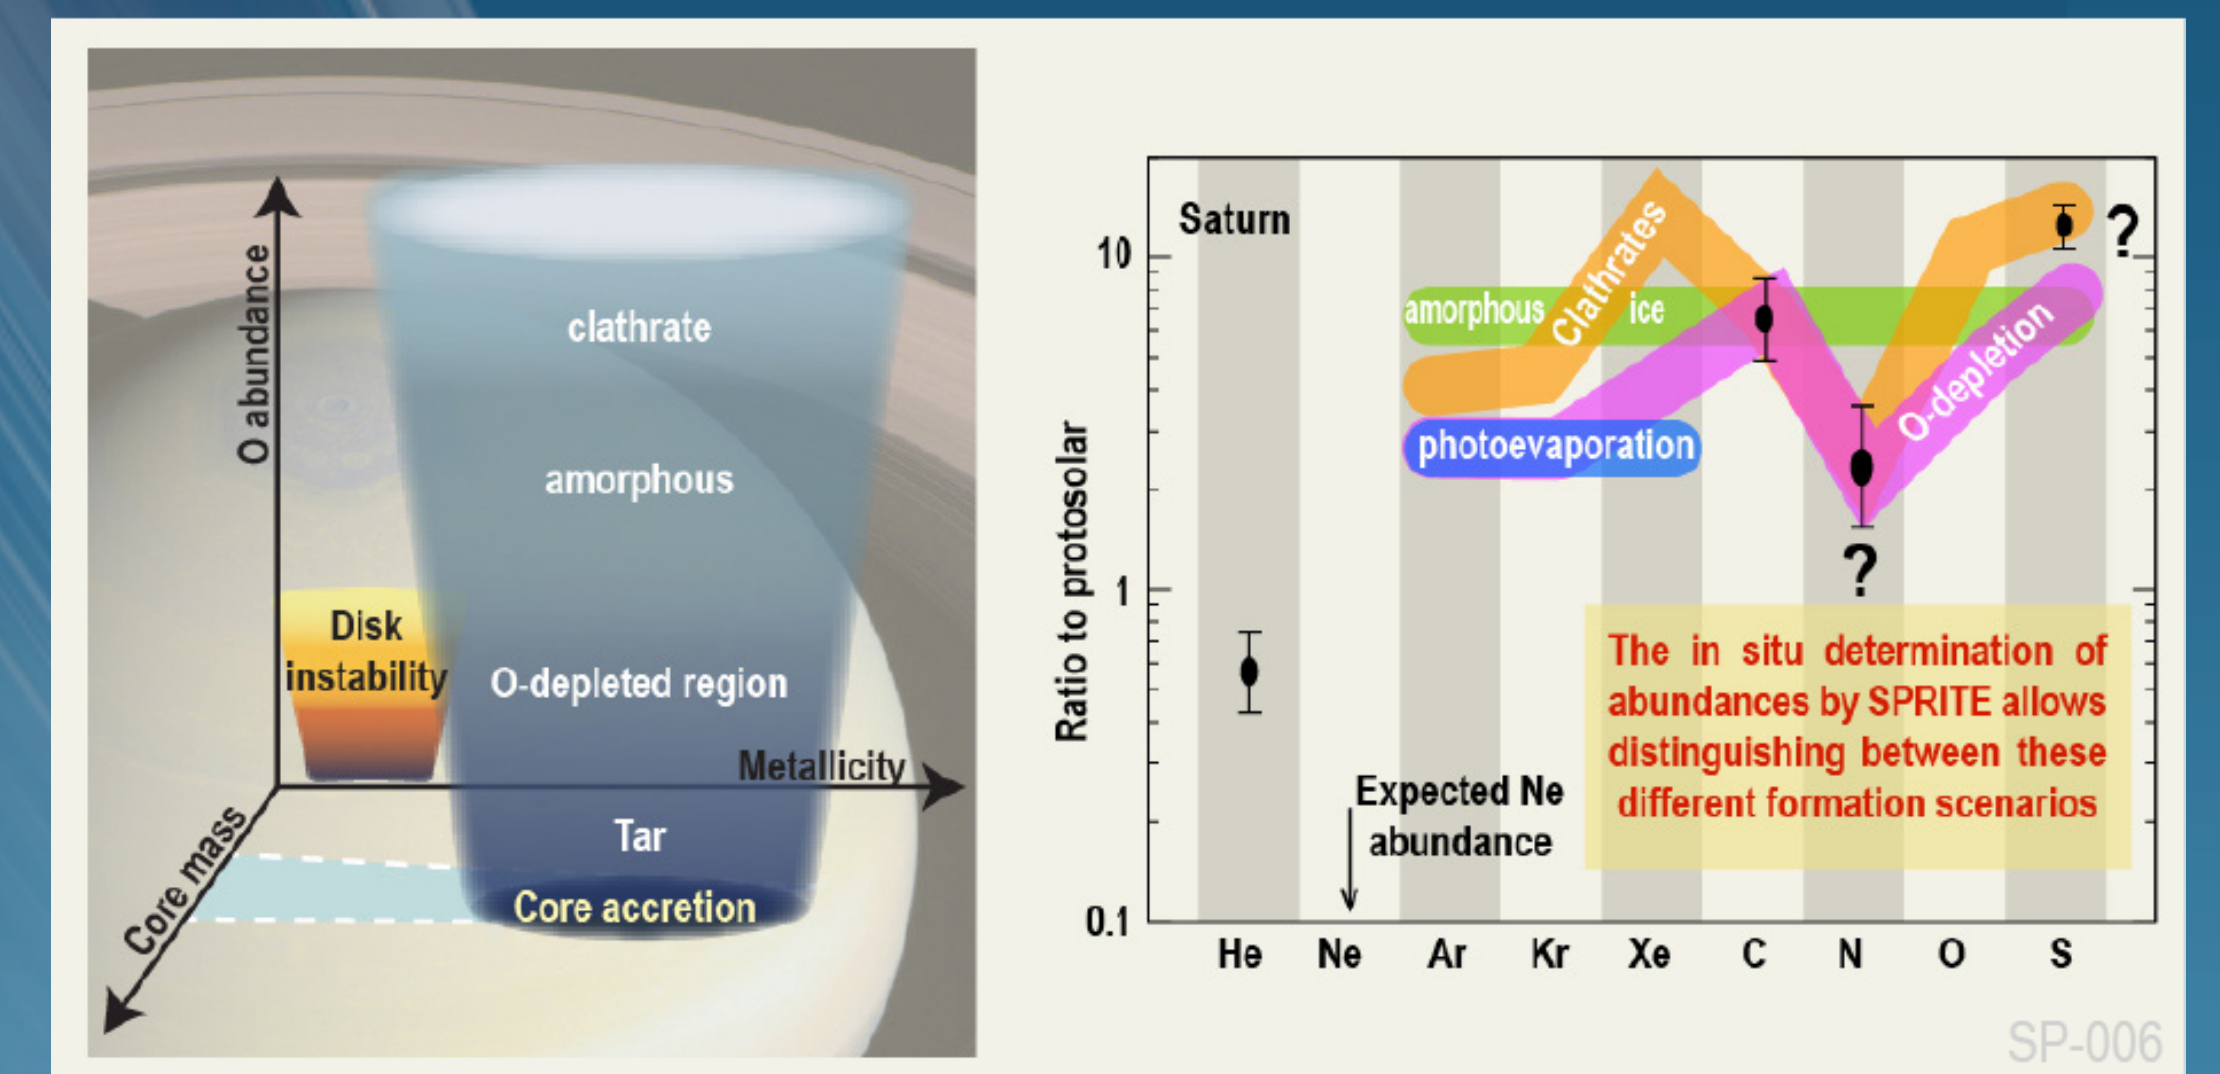 O abundance
clathrate
amorphous
Disk
instability
O-depleted region
Metallicity
Tar
Core mass
Core accretion
Saturn
Ratio to protosolar
10
1
0.1
amorphous ice
Clathrates
photoevaporation
O-depletion
?
?
Expected Ne
abundance
The in situ determination of
abundances by SPRITE allows
distinguishing between these
different formation scenarios
He Ne Ar Kr Xe C N O S
SP-006